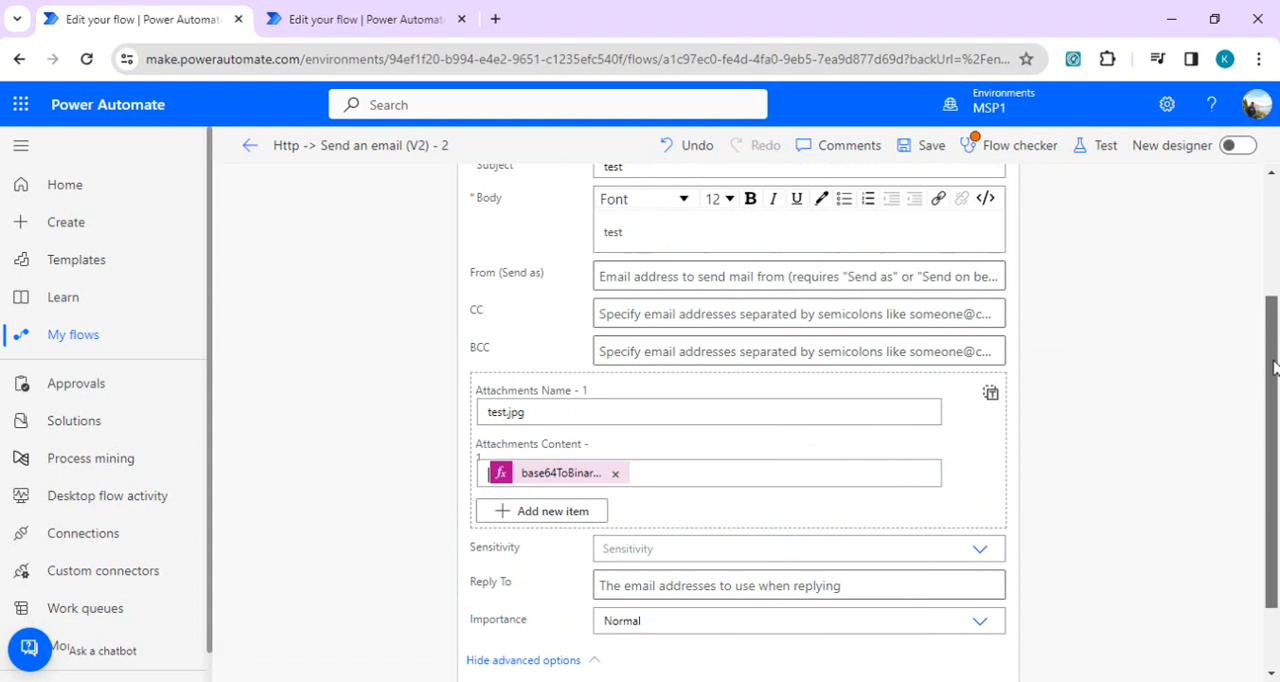 Edit your flow | Power Automate
Edit your flow | Power Automate
make.powerautomate.com/environments/94ef1f20-b994-e4e2-9651-c1235efc540f/flows/a1c97ec0-fe4d-4fa0-9eb5-7ea9d877d69d?backUrl=%2Fen...
K
Power Automate
Search
Environments
MSP1
Http -> Send an email (V2) - 2
Undo
Redo
Comments
Save
Flow checker
Test
New designer
Home
Create
Templates
Learn
My flows
Approvals
Solutions
Process mining
Desktop flow activity
Connections
Custom connectors
Work queues
Ask a chatbot
Subject
test
* Body
Font
12
B I U </>
test
From (Send as)
Email address to send mail from (requires "Send as" or "Send on be...
CC
Specify email addresses separated by semicolons like someone@c...
BCC
Specify email addresses separated by semicolons like someone@c...
Attachments Name - 1
test.jpg
Attachments Content -
1
fx base64ToBinar... ×
Add new item
Sensitivity
Sensitivity
Reply To
The email addresses to use when replying
Importance
Normal
Hide advanced options